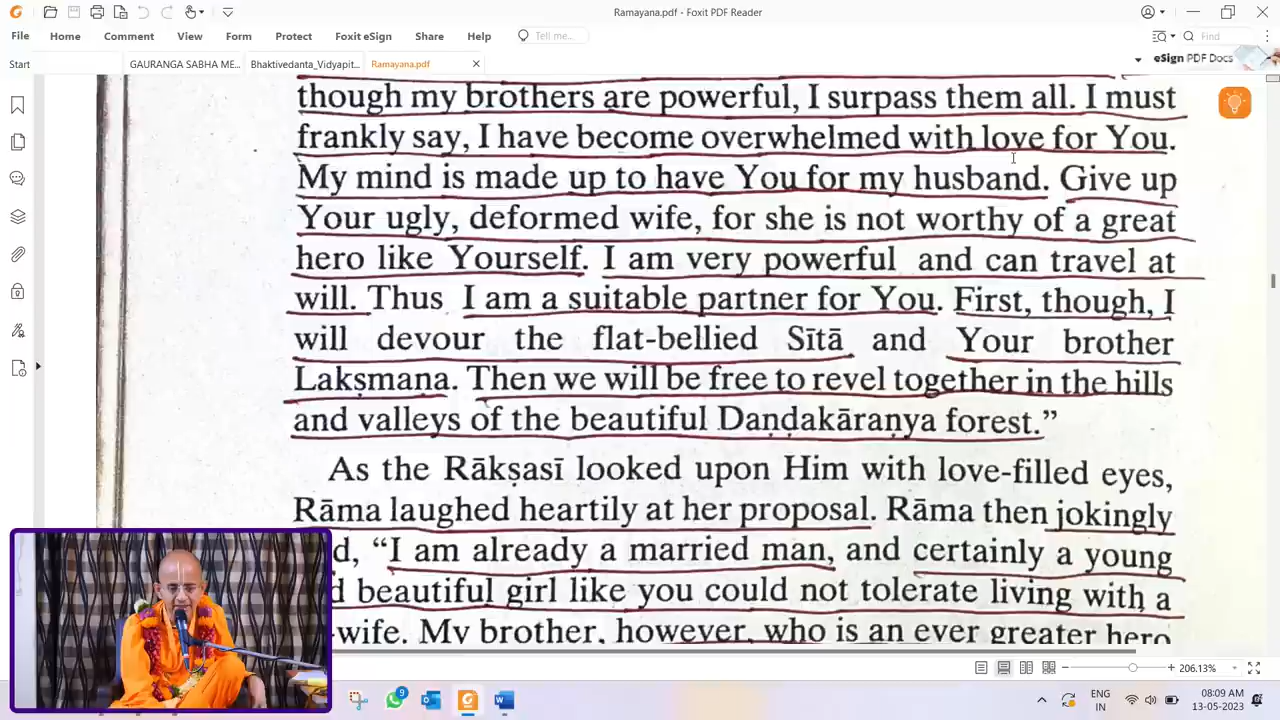 Ramayana.pdf - Foxit PDF Reader
File Home Comment View Form Protect Foxit eSign Share Help Tell me... Find
Start GAURANGA SABHA ME... Bhaktivedanta_Vidyapit... Ramayana.pdf eSign PDF Docs
though my brothers are powerful, I surpass them all. I must
frankly say, I have become overwhelmed with love for You.
My mind is made up to have You for my husband. Give up
Your ugly, deformed wife, for she is not worthy of a great
hero like Yourself. I am very powerful and can travel at
will. Thus I am a suitable partner for You. First, though, I
will devour the flat-bellied Sītā and Your brother
Lakṣmana. Then we will be free to revel together in the hills
and valleys of the beautiful Daṇḍakāraṇya forest.”
As the Rākṣasī looked upon Him with love-filled eyes,
Rāma laughed heartily at her proposal. Rāma then jokingly
“I am already a married man, and certainly a young
beautiful girl like you could not tolerate living with a
-wife. My brother, however, who is an ever greater hero
206.13%
9
ENG
IN
08:09 AM
13-05-2023